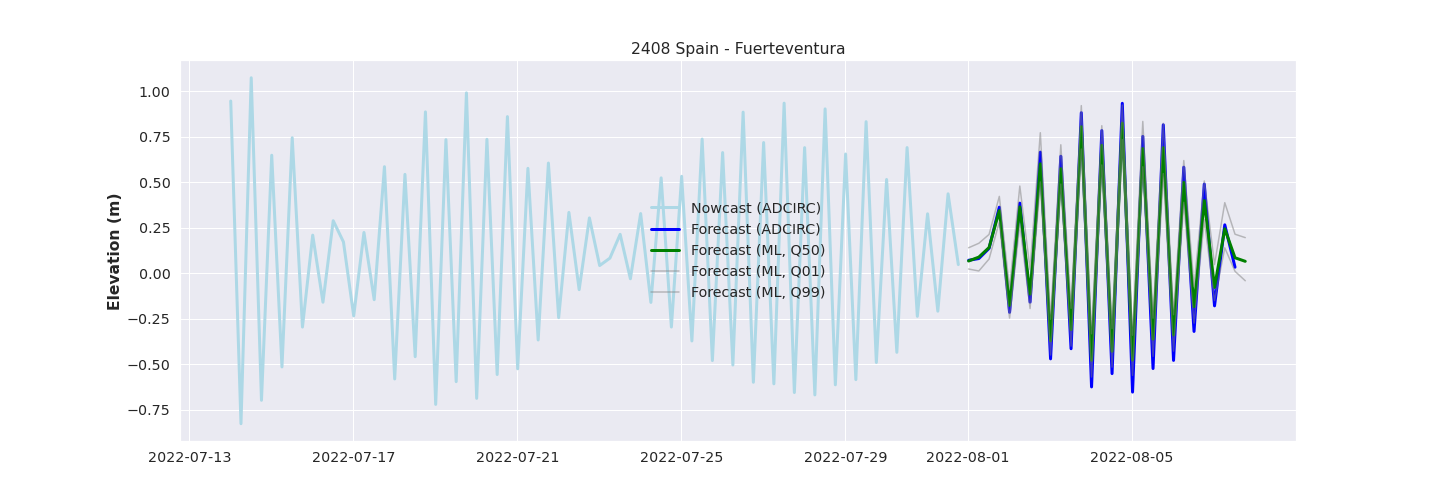 2408 Spain - Fuerteventura
Elevation (m)
1.00
0.75
0.50
0.25
0.00
−0.25
−0.50
−0.75
Nowcast (ADCIRC)
Forecast (ADCIRC)
Forecast (ML, Q50)
Forecast (ML, Q01)
Forecast (ML, Q99)
2022-07-13 2022-07-17 2022-07-21 2022-07-25 2022-07-29 2022-08-01 2022-08-05